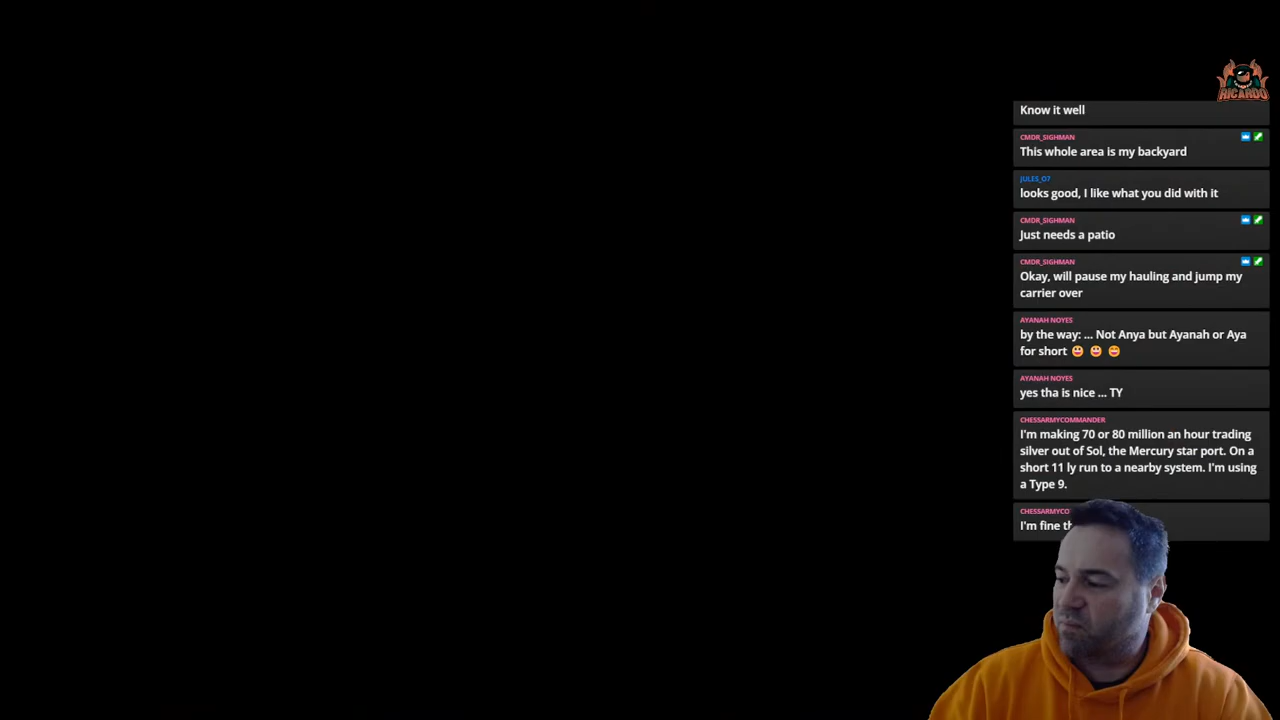 RICARDO
Know it well
CMDR_SIGHMAN
This whole area is my backyard
JULES_O7
looks good, I like what you did with it
CMDR_SIGHMAN
Just needs a patio
CMDR_SIGHMAN
Okay, will pause my hauling and jump my
carrier over
AYANAH NOYES
by the way: ... Not Anya but Ayanah or Aya
for short
AYANAH NOYES
yes tha is nice ... TY
CHESSARMYCOMMANDER
I'm making 70 or 80 million an hour trading
silver out of Sol, the Mercury star port. On a
short 11 ly run to a nearby system. I'm using
a Type 9.
I'm fine